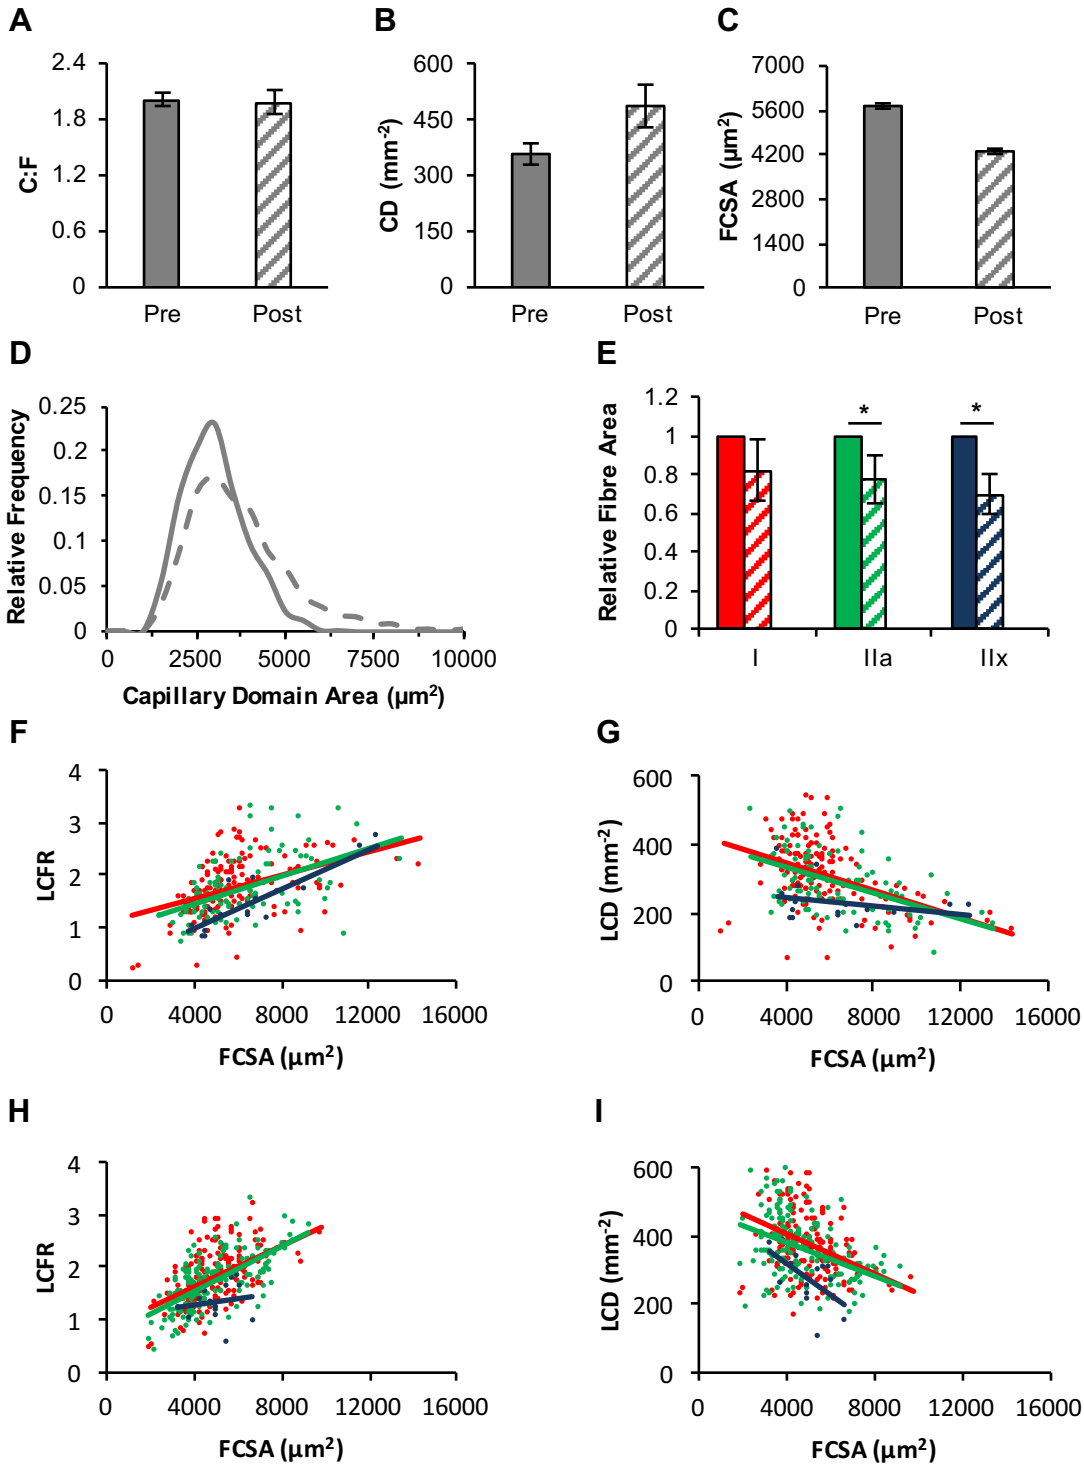 A
2.4
1.8
1.2
0.6
0
C:F
Pre
Post
B
600
450
300
150
0
CD (mm-2)
Pre
Post
C
7000
5600
4200
2800
1400
0
FCSA (µm2)
Pre
Post
D
0.25
0.2
0.15
0.1
0.05
0
Relative Frequency
0
2500
5000
7500
10000
Capillary Domain Area (µm2)
E
1.2
1
0.8
0.6
0.4
0.2
0
Relative Fibre Area
*
*
I
IIa
IIx
F
4
3
2
1
0
LCFR
0
4000
8000
12000
16000
FCSA (µm2)
G
600
400
200
0
LCD (mm-2)
0
4000
8000
12000
16000
FCSA (µm2)
H
4
3
2
1
0
LCFR
0
4000
8000
12000
16000
FCSA (µm2)
I
600
400
200
0
LCD (mm-2)
0
4000
8000
12000
16000
FCSA (µm2)